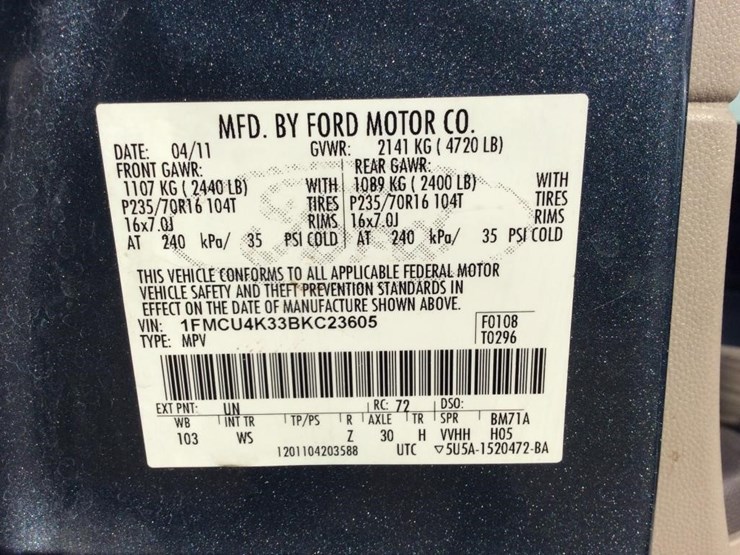 MFD. BY FORD MOTOR CO.
DATE: 04/11 GVWR: 2141 KG ( 4720 LB)
FRONT GAWR: REAR GAWR:
1107 KG ( 2440 LB) WITH 1089 KG ( 2400 LB) WITH
P235/70R16 104T TIRES P235/70R16 104T TIRES
16x7.0J RIMS 16x7.0J RIMS
AT 240 kPa/ 35 PSI COLD AT 240 kPa/ 35 PSI COLD
THIS VEHICLE CONFORMS TO ALL APPLICABLE FEDERAL MOTOR
VEHICLE SAFETY AND THEFT PREVENTION STANDARDS IN
EFFECT ON THE DATE OF MANUFACTURE SHOWN ABOVE.
VIN: 1FMCU4K33BKC23605 F0108
TYPE: MPV T0296
EXT PNT: UN RC: 72 DSO:
WB INT TR TP/PS R AXLE TR SPR BM71A
103 WS Z 30 H VVHH H05
1201104203588 UTC ▽5U5A-1520472-BA